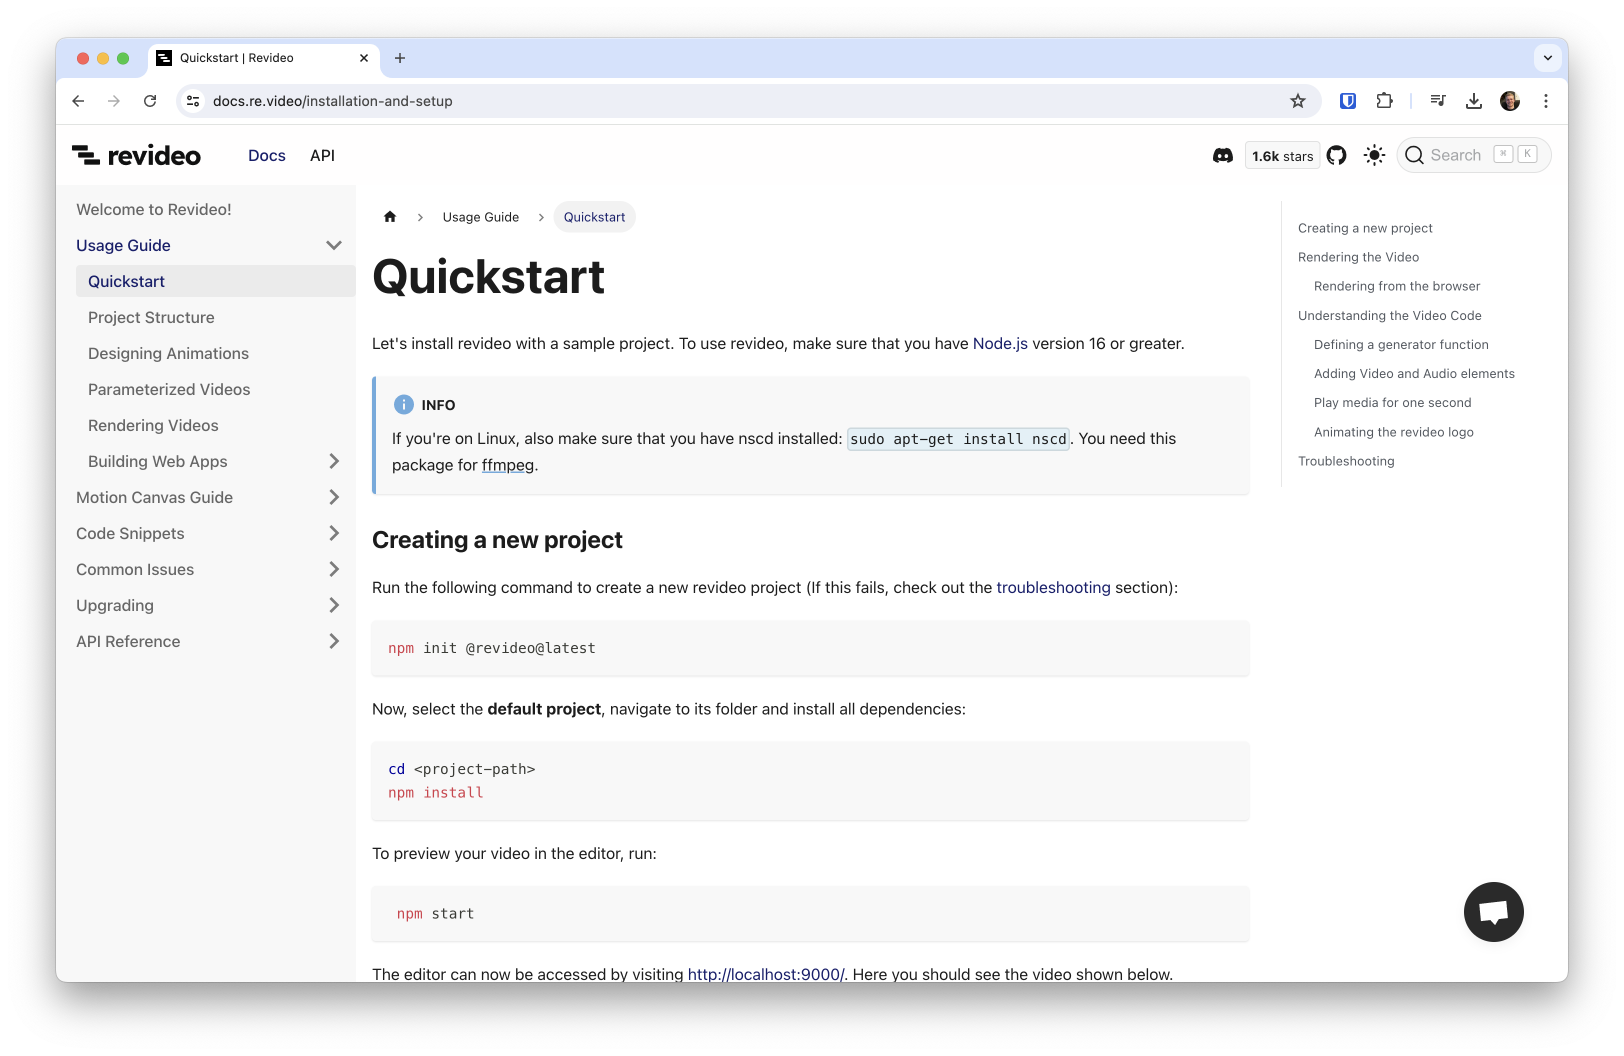 Quickstart | Revideo
docs.re.video/installation-and-setup
revideo
Docs
API
1.6k stars
Search
⌘ K
Welcome to Revideo!
Usage Guide
Quickstart
Project Structure
Designing Animations
Parameterized Videos
Rendering Videos
Building Web Apps
Motion Canvas Guide
Code Snippets
Common Issues
Upgrading
API Reference
Usage Guide
Quickstart
Quickstart
Let's install revideo with a sample project. To use revideo, make sure that you have Node.js version 16 or greater.
INFO
If you're on Linux, also make sure that you have nscd installed: sudo apt-get install nscd. You need this
package for ffmpeg.
Creating a new project
Run the following command to create a new revideo project (If this fails, check out the troubleshooting section):
npm init @revideo@latest
Now, select the default project, navigate to its folder and install all dependencies:
cd <project-path>
npm install
To preview your video in the editor, run:
npm start
The editor can now be accessed by visiting http://localhost:9000/. Here you should see the video shown below.
Creating a new project
Rendering the Video
Rendering from the browser
Understanding the Video Code
Defining a generator function
Adding Video and Audio elements
Play media for one second
Animating the revideo logo
Troubleshooting